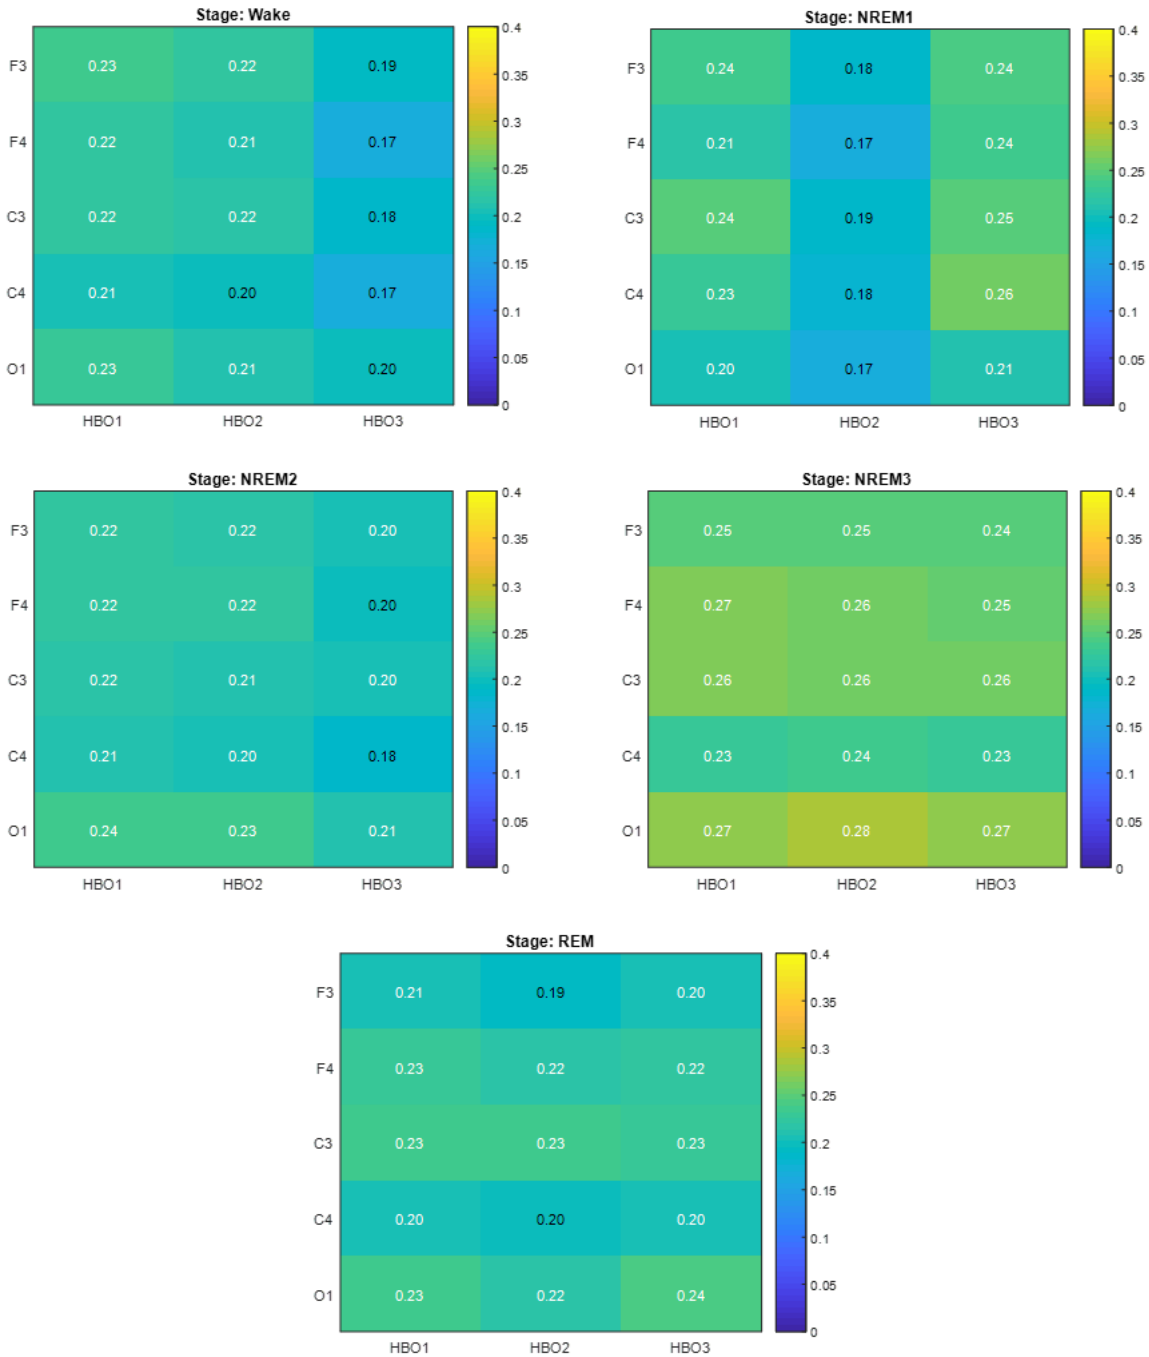 Stage: Wake
F3 0.23 0.22 0.19
F4 0.22 0.21 0.17
C3 0.22 0.22 0.18
C4 0.21 0.20 0.17
O1 0.23 0.21 0.20
HBO1 HBO2 HBO3
0.4
0.35
0.3
0.25
0.2
0.15
0.1
0.05
0
Stage: NREM1
F3 0.24 0.18 0.24
F4 0.21 0.17 0.24
C3 0.24 0.19 0.25
C4 0.23 0.18 0.26
O1 0.20 0.17 0.21
HBO1 HBO2 HBO3
0.4
0.35
0.3
0.25
0.2
0.15
0.1
0.05
0
Stage: NREM2
F3 0.22 0.22 0.20
F4 0.22 0.22 0.20
C3 0.22 0.21 0.20
C4 0.21 0.20 0.18
O1 0.24 0.23 0.21
HBO1 HBO2 HBO3
0.4
0.35
0.3
0.25
0.2
0.15
0.1
0.05
0
Stage: NREM3
F3 0.25 0.25 0.24
F4 0.27 0.26 0.25
C3 0.26 0.26 0.26
C4 0.23 0.24 0.23
O1 0.27 0.28 0.27
HBO1 HBO2 HBO3
0.4
0.35
0.3
0.25
0.2
0.15
0.1
0.05
0
Stage: REM
F3 0.21 0.19 0.20
F4 0.23 0.22 0.22
C3 0.23 0.23 0.23
C4 0.20 0.20 0.20
O1 0.23 0.22 0.24
HBO1 HBO2 HBO3
0.4
0.35
0.3
0.25
0.2
0.15
0.1
0.05
0